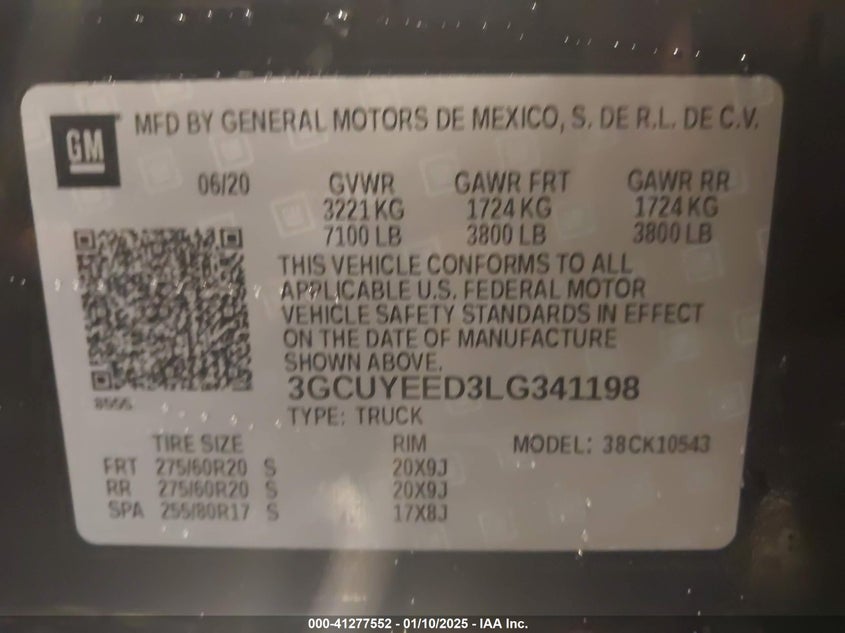 GM
MFD BY GENERAL MOTORS DE MEXICO, S. DE R.L. DE C.V.
06/20 GVWR GAWR FRT GAWR RR
3221 KG 1724 KG 1724 KG
7100 LB 3800 LB 3800 LB
THIS VEHICLE CONFORMS TO ALL
APPLICABLE U.S. FEDERAL MOTOR
VEHICLE SAFETY STANDARDS IN EFFECT
ON THE DATE OF MANUFACTURE
SHOWN ABOVE.
3GCUYEED3LG341198
TYPE: TRUCK
TIRE SIZE RIM MODEL: 38CK10543
FRT 275/60R20 S 20X9J
RR 275/60R20 S 20X9J
SPA 255/80R17 S 17X8J
000-41277552 - 01/10/2025 - IAA Inc.